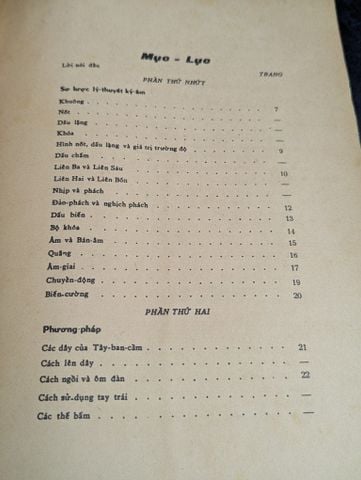 Mục - Lục
Lời nói đầu TRANG
PHẦN THỨ NHỨT
Sơ lược lý-thuyết ký-âm
Khuông . . . . . . . . . . . . 7
Nốt . . . . . . . . . . . . —
Dấu lặng . . . . . . . . . . . . —
Khóa . . . . . . . . . . . . —
Hình nốt, dấu lặng và giá trị trường độ . . . . . 9
Dấu chấm . . . . . . . . . . . . —
Liên Ba và Liên Sáu . . . . . . . . . 10
Liên Hai và Liên Bốn . . . . . . . . . —
Nhịp và phách . . . . . . . . . . —
Đảo-phách và nghịch phách . . . . . . . 12
Dấu biến . . . . . . . . . . . . 13
Bộ khóa . . . . . . . . . . . . 14
Âm và Bán-âm . . . . . . . . . . 15
Quãng . . . . . . . . . . . . 16
Âm-giai . . . . . . . . . . . . 17
Chuyển-động . . . . . . . . . . . 19
Biến-cường . . . . . . . . . . . 20
PHẦN THỨ HAI
Phương-pháp
Các dây của Tây-ban-cầm . . . . . . . . 21
Cách lên dây . . . . . . . . . . . —
Cách ngồi và ôm đàn . . . . . . . . . 22
Cách sử-dụng tay trái . . . . . . . . —
Các thế bấm . . . . . . . . . . . —